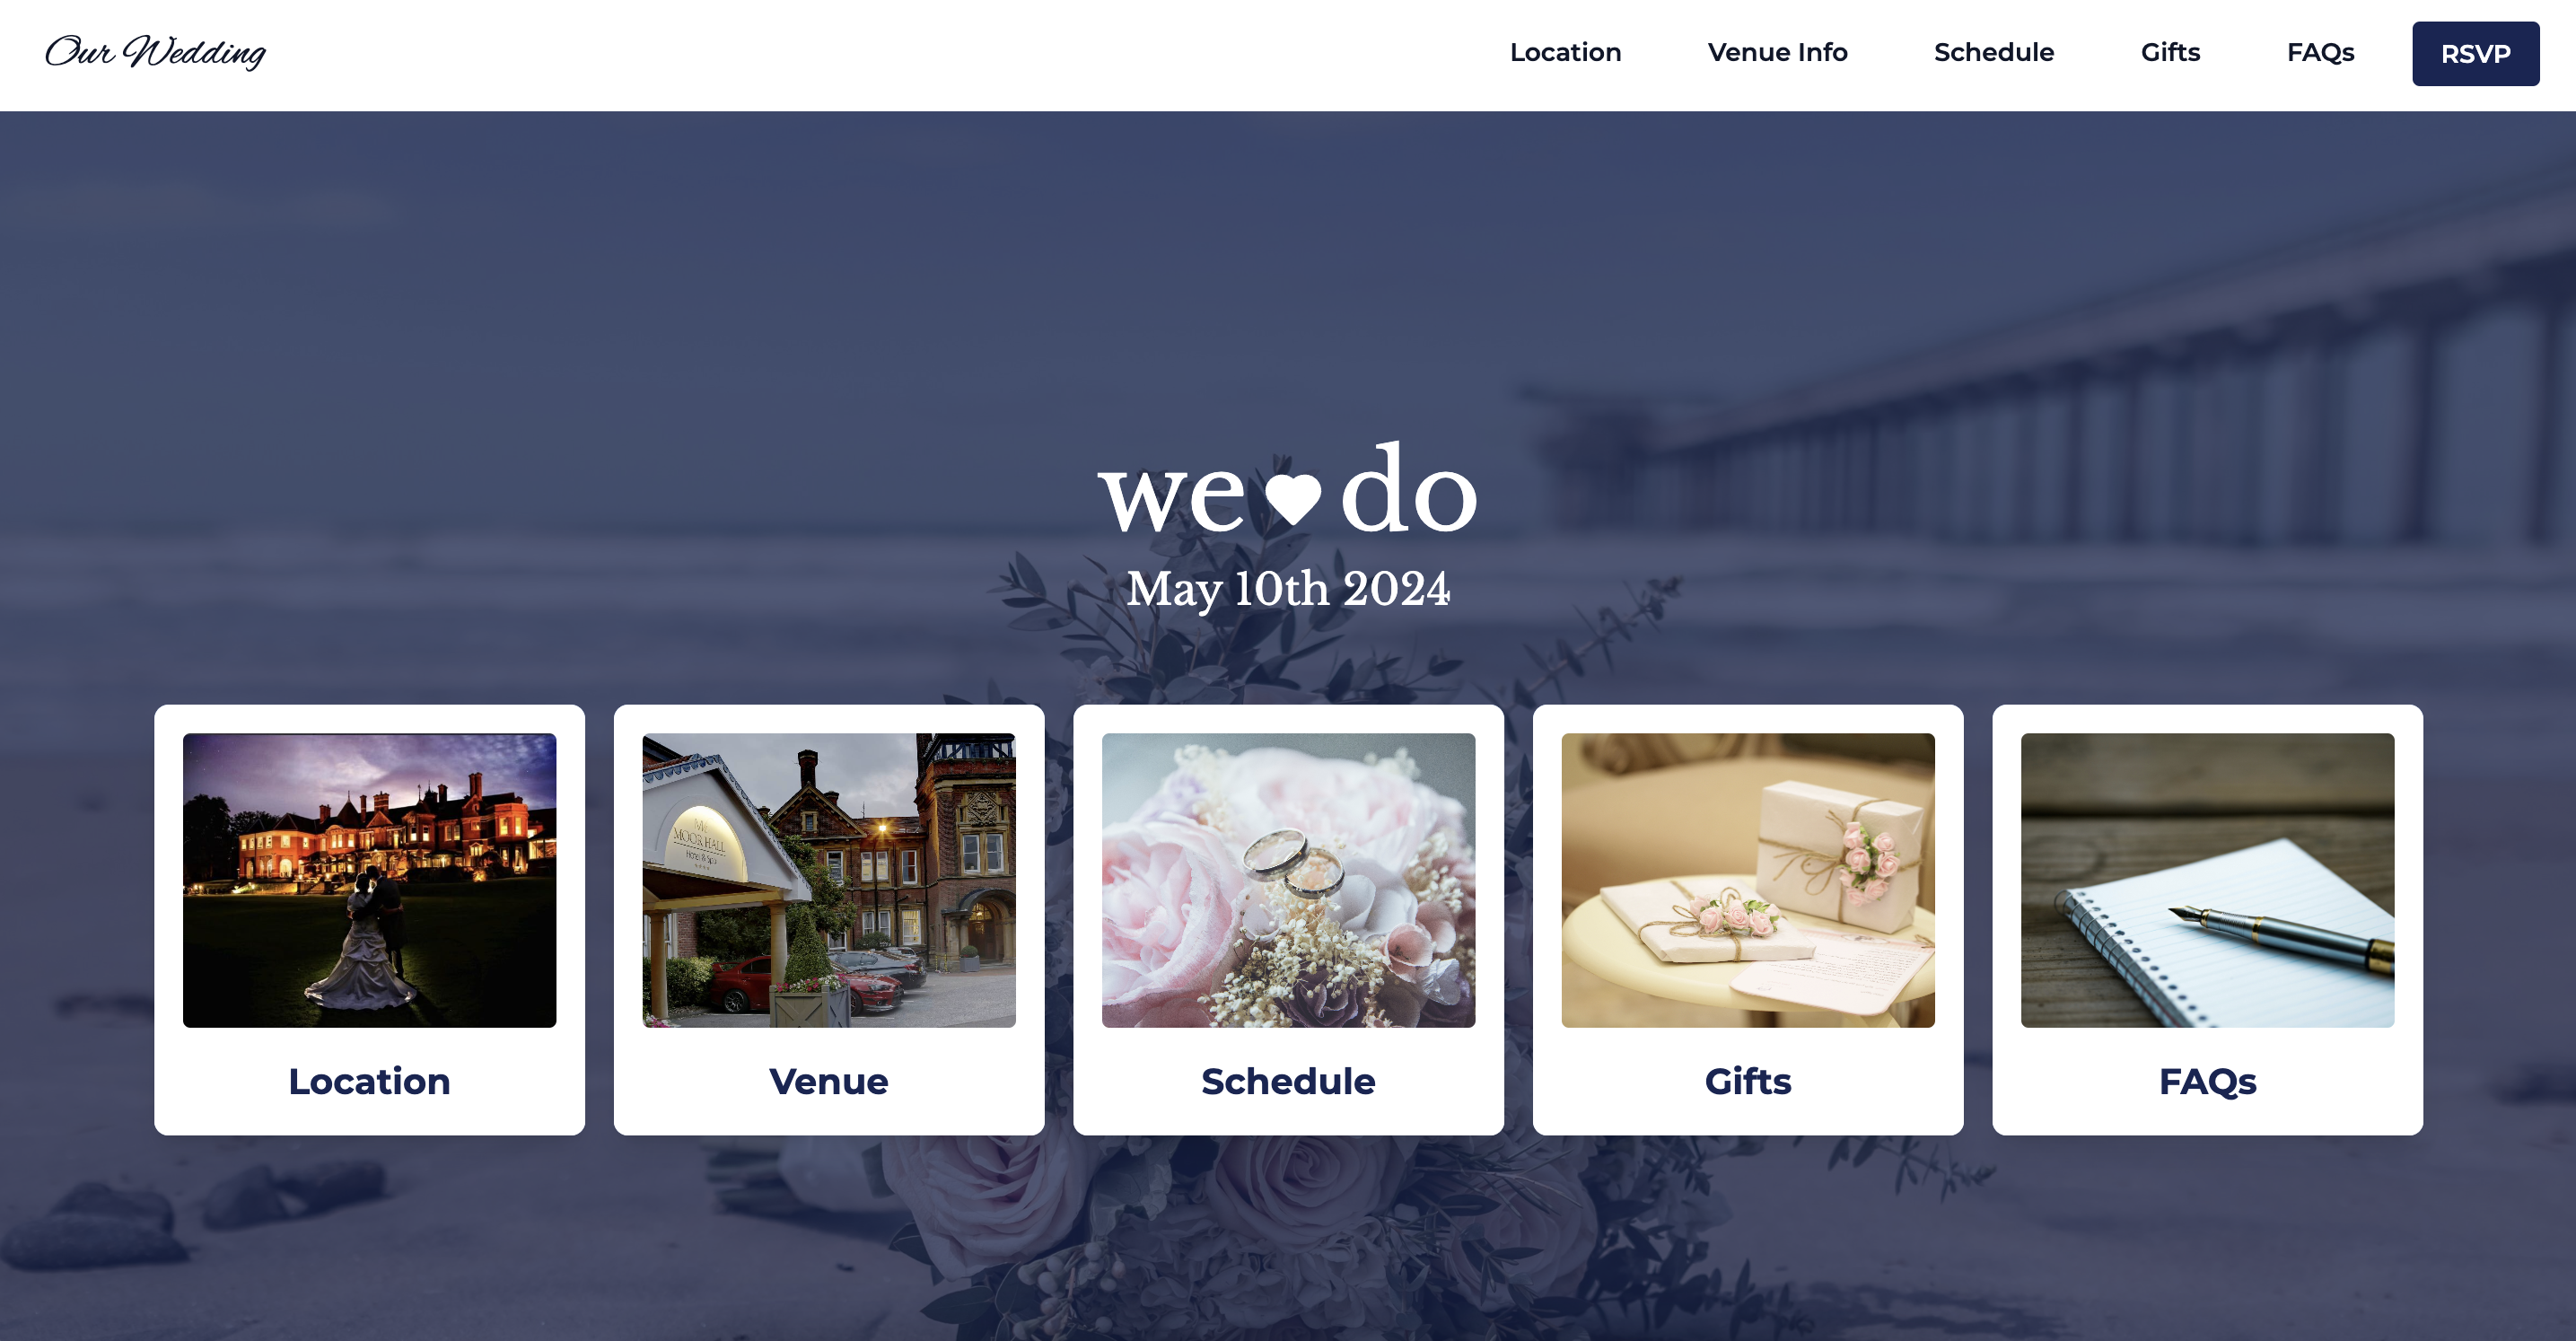 Our Wedding
Location
Venue Info
Schedule
Gifts
FAQs
RSVP
we do
May 10th 2024
MH
MOOR HALL
Hotel & Spa
Location
Venue
Schedule
Gifts
FAQs